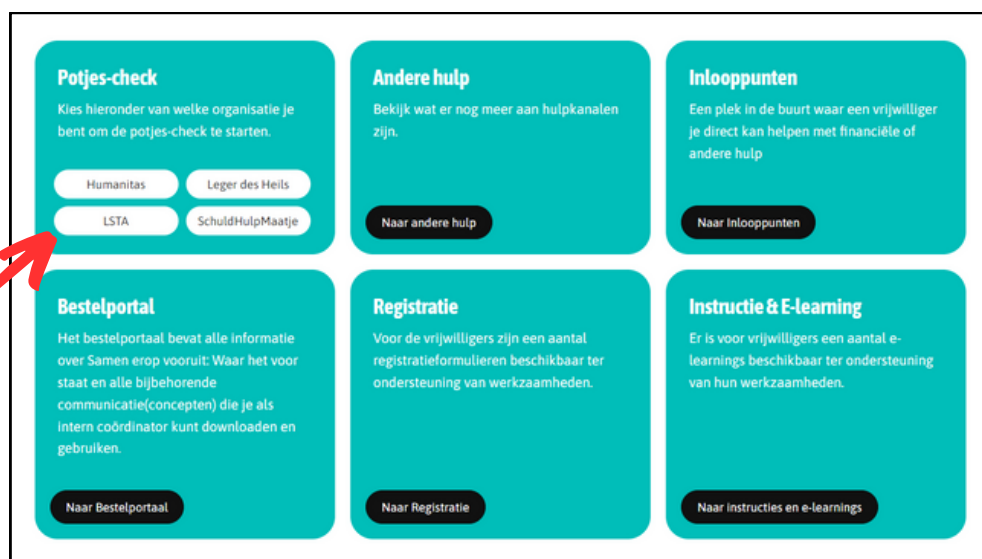 Potjes-check
Kies hieronder van welke organisatie je
bent om de potjes-check te starten.
Humanitas
Leger des Heils
LSTA
SchuldHulpMaatje
Andere hulp
Bekijk wat er nog meer aan hulpkanalen
zijn.
Naar andere hulp
Inlooppunten
Een plek in de buurt waar een vrijwilliger
je direct kan helpen met financiële of
andere hulp
Naar Inlooppunten
Bestelportal
Het bestelportaal bevat alle informatie
over Samen erop vooruit: Waar het voor
staat en alle bijbehorende
communicatie(concepten) die je als
intern coördinator kunt downloaden en
gebruiken.
Naar Bestelportaal
Registratie
Voor de vrijwilligers zijn een aantal
registratieformulieren beschikbaar ter
ondersteuning van werkzaamheden.
Naar Registratie
Instructie & E-learning
Er is voor vrijwilligers een aantal e-
learnings beschikbaar ter ondersteuning
van hun werkzaamheden.
Naar instructies en e-learnings